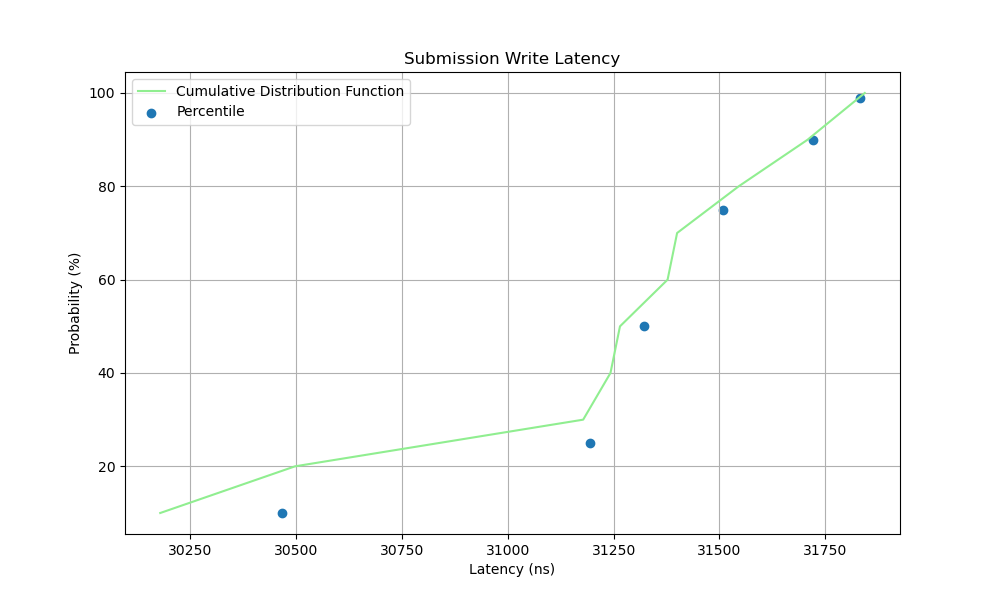 Submission Write Latency
Cumulative Distribution Function
Percentile
Probability (%)
100
80
60
40
20
30250 30500 30750 31000 31250 31500 31750
Latency (ns)